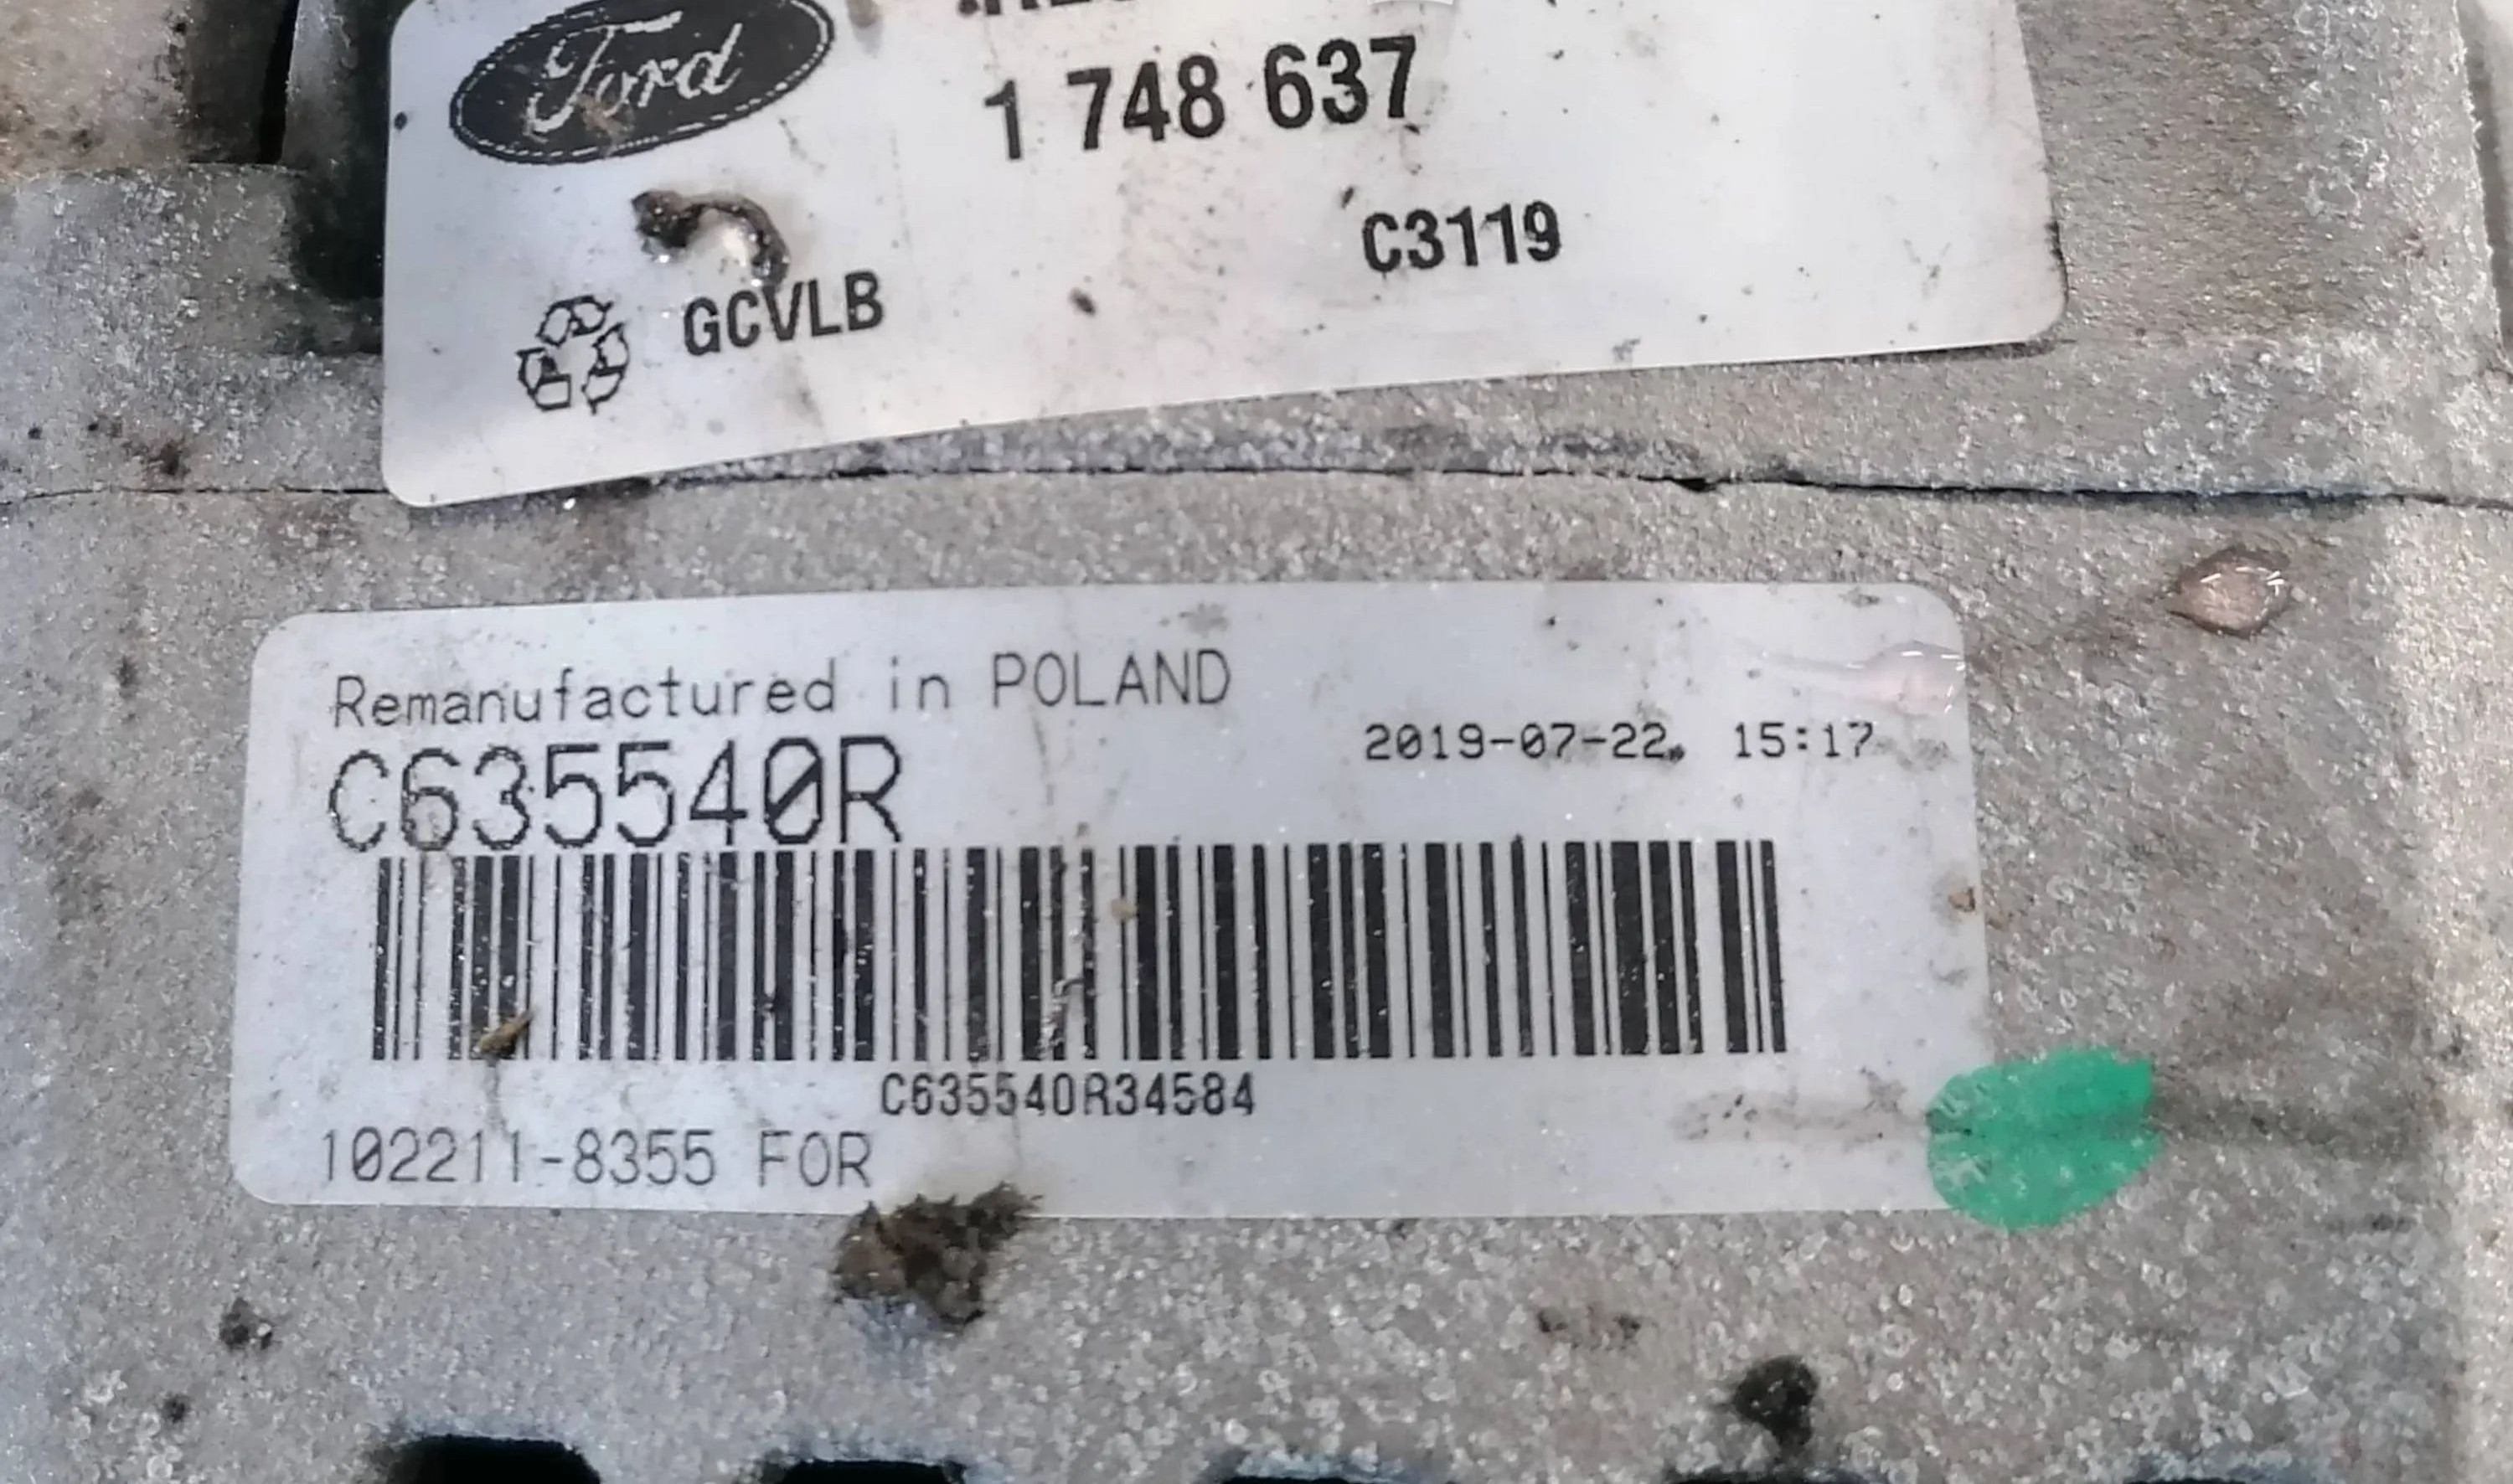 Ford
1 748 637
C3119
GCVLB
Remanufactured in POLAND
C635540R
2019-07-22. 15:17
C635540R34584
102211-8355 FOR